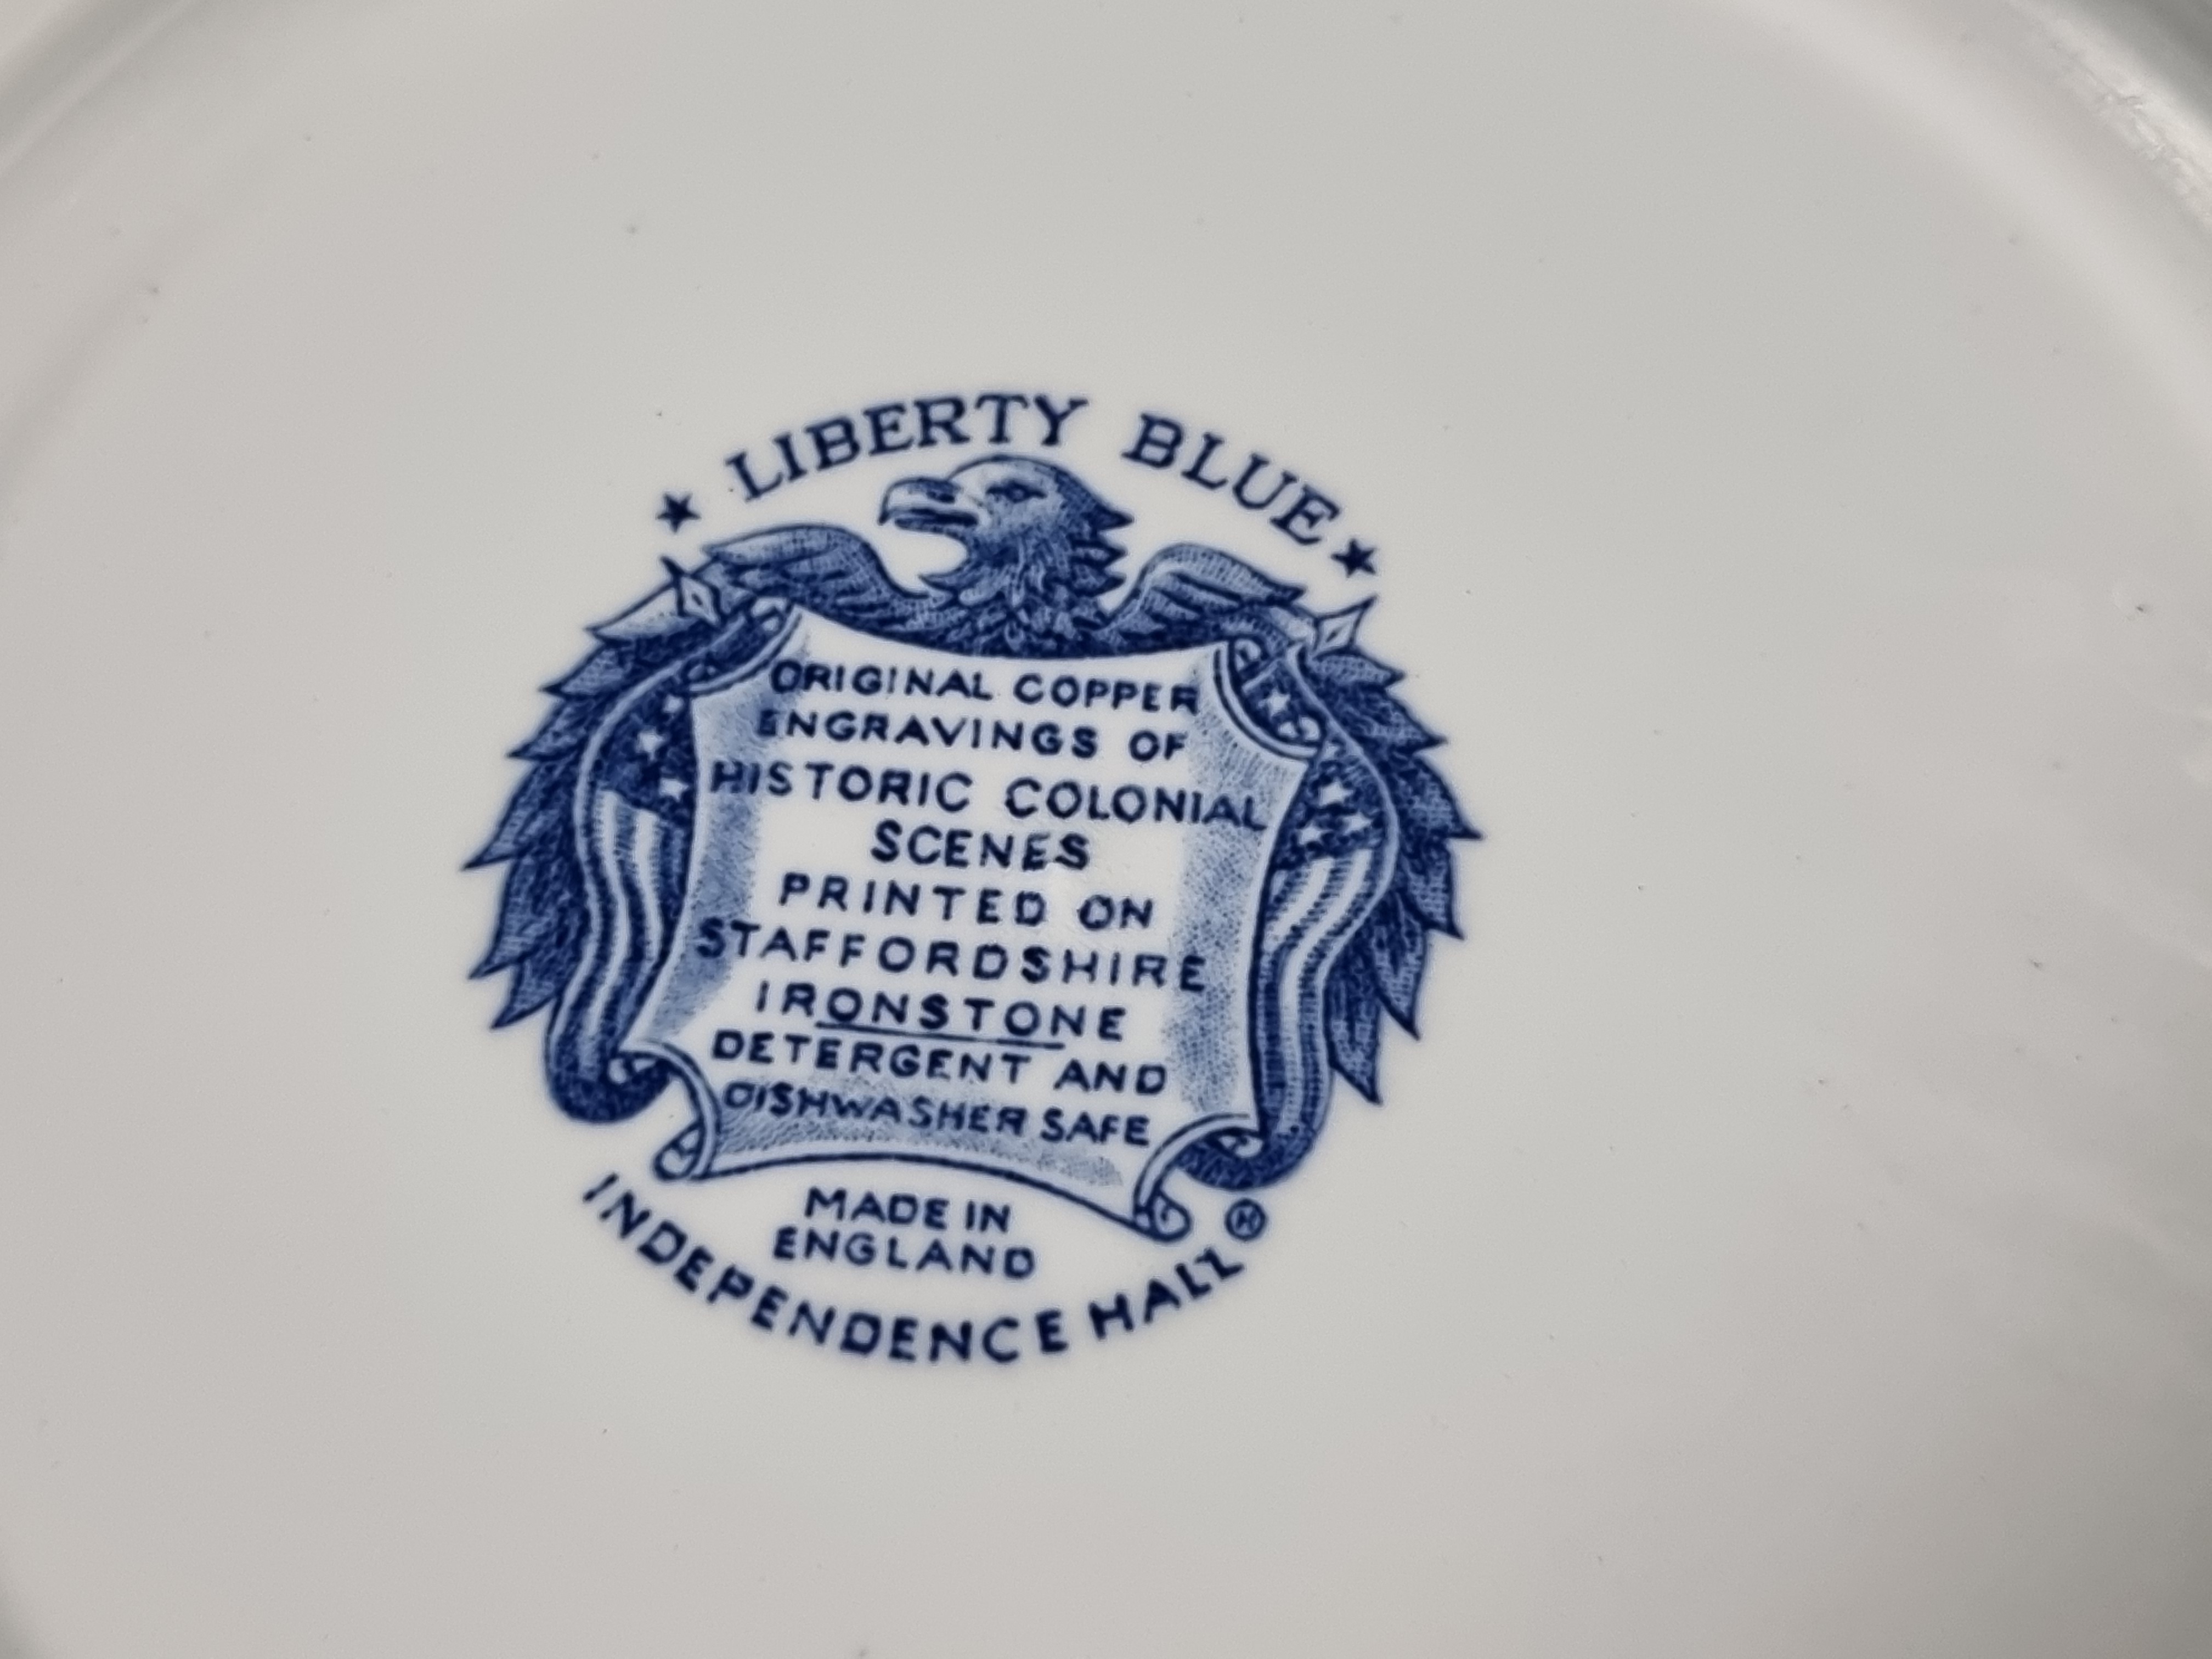 LIBERTY BLUE
ORIGINAL COPPER
ENGRAVINGS OF
HISTORIC COLONIAL
SCENES
PRINTED ON
STAFFORDSHIRE
IRONSTONE
DETERGENT AND
DISHWASHER SAFE
MADE IN
ENGLAND
INDEPENDENCE HALL